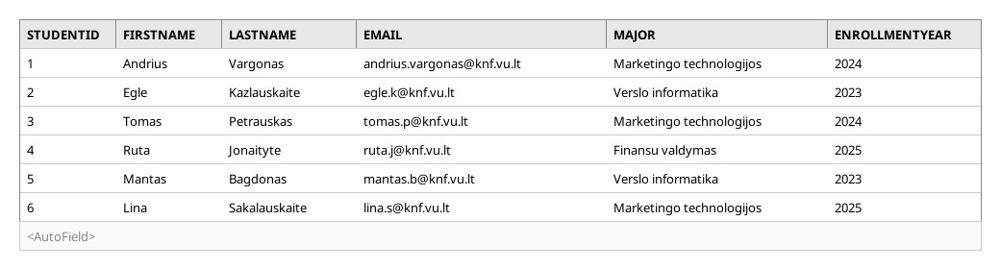 STUDENTID FIRSTNAME LASTNAME EMAIL MAJOR ENROLLMENTYEAR
1 Andrius Vargonas andrius.vargonas@knf.vu.lt Marketingo technologijos 2024
2 Egle Kazlauskaite egle.k@knf.vu.lt Verslo informatika 2023
3 Tomas Petrauskas tomas.p@knf.vu.lt Marketingo technologijos 2024
4 Ruta Jonaityte ruta.j@knf.vu.lt Finansu valdymas 2025
5 Mantas Bagdonas mantas.b@knf.vu.lt Verslo informatika 2023
6 Lina Sakalauskaite lina.s@knf.vu.lt Marketingo technologijos 2025
<AutoField>